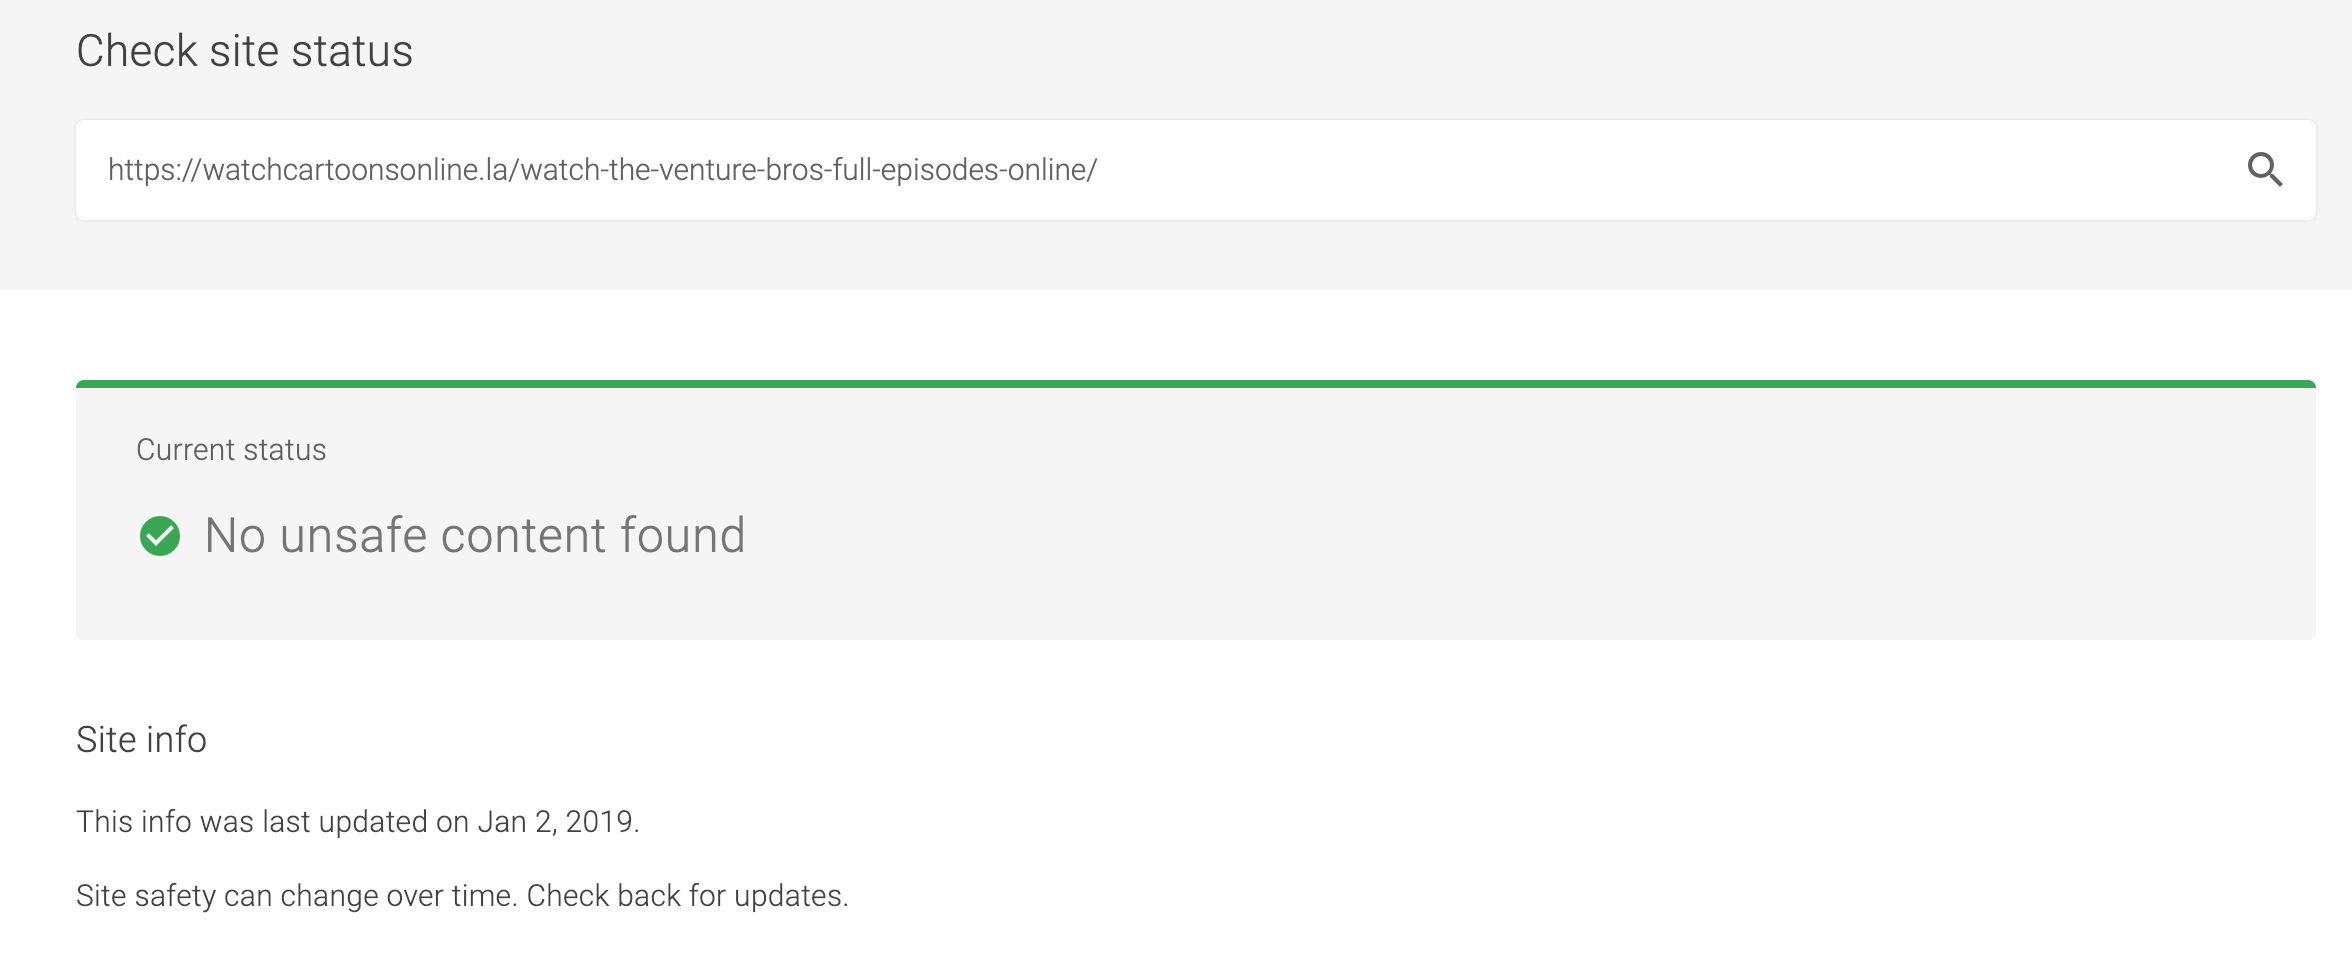 Check site status
https://watchcartoonsonline.la/watch-the-venture-bros-full-episodes-online/
Current status
No unsafe content found
Site info
This info was last updated on Jan 2, 2019.
Site safety can change over time. Check back for updates.